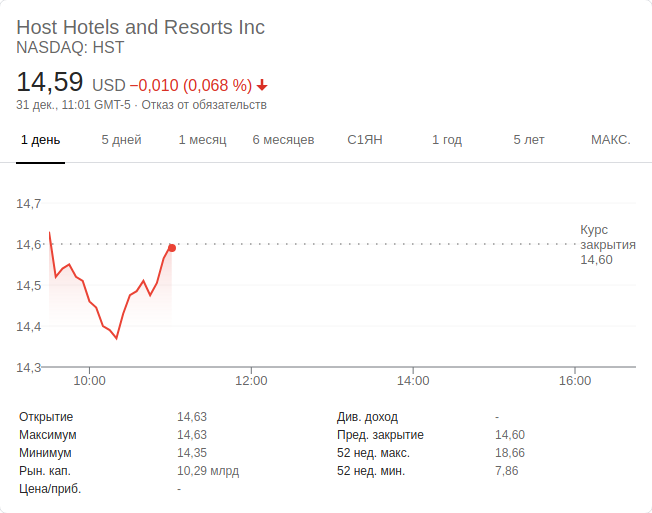 Host Hotels and Resorts Inc
NASDAQ: HST
14,59 USD −0,010 (0,068 %)
31 дек., 11:01 GMT-5 · Отказ от обязательств
1 день 5 дней 1 месяц 6 месяцев С1ЯН 1 год 5 лет МАКС.
14,7
14,6
14,5
14,4
14,3
Курс
закрытия
14,60
10:00 12:00 14:00 16:00
Открытие 14,63 Див. доход -
Максимум 14,63 Пред. закрытие 14,60
Минимум 14,35 52 нед. макс. 18,66
Рын. кап. 10,29 млрд 52 нед. мин. 7,86
Цена/приб. -